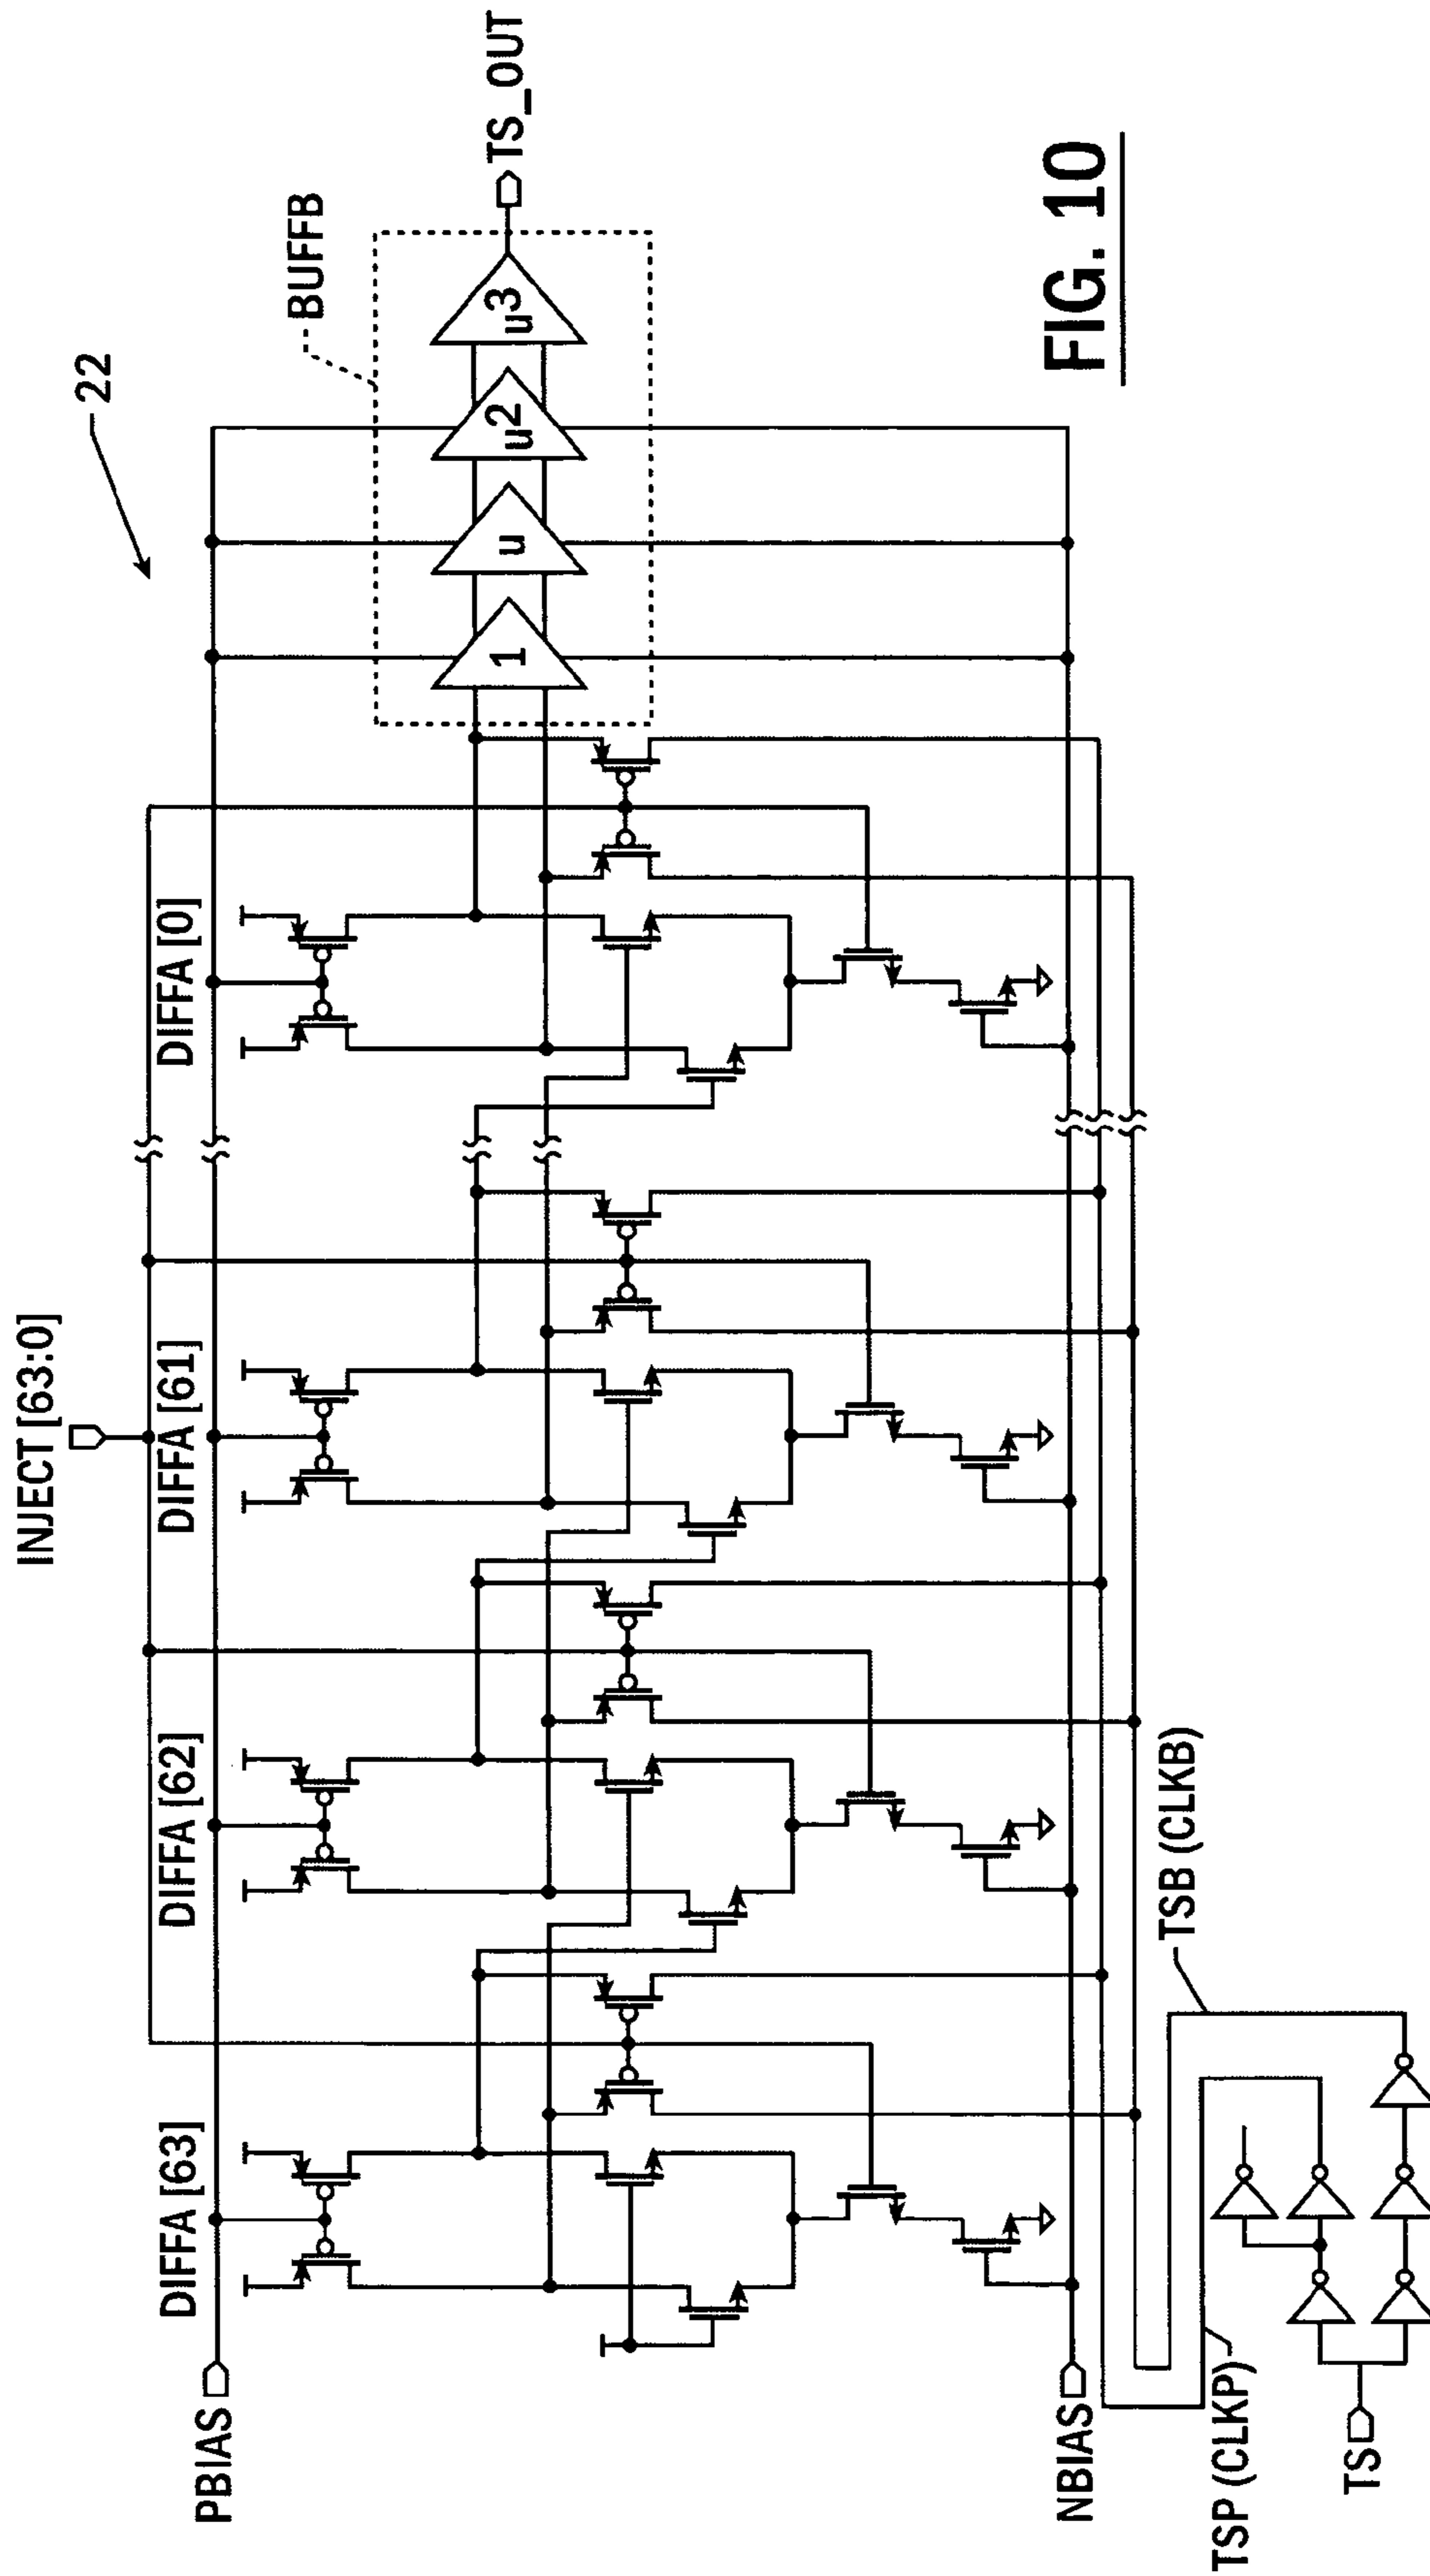 22
INJECT [63:0]
DIFFA [63]
DIFFA [62]
DIFFA [61]
DIFFA [0]
BUFFB
PBIAS
1
u
u2
u3
TS_OUT
NBIAS
TSP (CLKP)
TSB (CLKB)
TS
FIG. 10